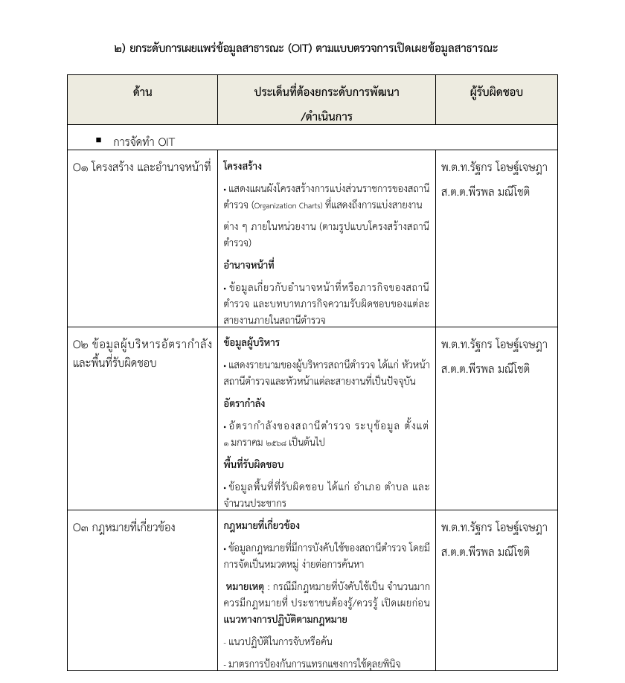 ๒) ยกระดับการเผยแพร่ข้อมูลสาธารณะ (OIT) ตามแบบตรวจการเปิดเผยข้อมูลสาธารณะ
ด้าน
ประเด็นที่ต้องยกระดับการพัฒนา
/ดำเนินการ
ผู้รับผิดชอบ
▪ การจัดทำ OIT
O๑ โครงสร้าง และอำนาจหน้าที่
โครงสร้าง
• แสดงแผนผังโครงสร้างการแบ่งส่วนราชการของสถานี
ตำรวจ (Organization Charts) ที่แสดงถึงการแบ่งสายงาน
ต่าง ๆ ภายในหน่วยงาน (ตามรูปแบบโครงสร้างสถานี
ตำรวจ)
อำนาจหน้าที่
• ข้อมูลเกี่ยวกับอำนาจหน้าที่หรือภารกิจของสถานี
ตำรวจ และบทบาทภารกิจความรับผิดชอบของแต่ละ
สายงานภายในสถานีตำรวจ
พ.ต.ท.รัฐกร โอษฐ์เจษฎา
ส.ต.ต.พีรพล มณีโชติ
O๒ ข้อมูลผู้บริหารอัตรากำลัง
และพื้นที่รับผิดชอบ
ข้อมูลผู้บริหาร
• แสดงรายนามของผู้บริหารสถานีตำรวจ ได้แก่ หัวหน้า
สถานีตำรวจและหัวหน้าแต่ละสายงานที่เป็นปัจจุบัน
อัตรากำลัง
• อัตรากำลังของสถานีตำรวจ ระบุข้อมูล ตั้งแต่
๑ มกราคม ๒๕๖๘ เป็นต้นไป
พื้นที่รับผิดชอบ
• ข้อมูลพื้นที่ที่รับผิดชอบ ได้แก่ อำเภอ ตำบล และ
จำนวนประชากร
พ.ต.ท.รัฐกร โอษฐ์เจษฎา
ส.ต.ต.พีรพล มณีโชติ
O๓ กฎหมายที่เกี่ยวข้อง
กฎหมายที่เกี่ยวข้อง
• ข้อมูลกฎหมายที่มีการบังคับใช้ของสถานีตำรวจ โดยมี
การจัดเป็นหมวดหมู่ ง่ายต่อการค้นหา
หมายเหตุ : กรณีมีกฎหมายที่บังคับใช้เป็น จำนวนมาก
ควรมีกฎหมายที่ ประชาชนต้องรู้/ควรรู้ เปิดเผยก่อน
แนวทางการปฏิบัติตามกฎหมาย
- แนวปฏิบัติในการจับหรือค้น
- มาตรการป้องกันการแทรกแซงการใช้ดุลยพินิจ
พ.ต.ท.รัฐกร โอษฐ์เจษฎา
ส.ต.ต.พีรพล มณีโชติ